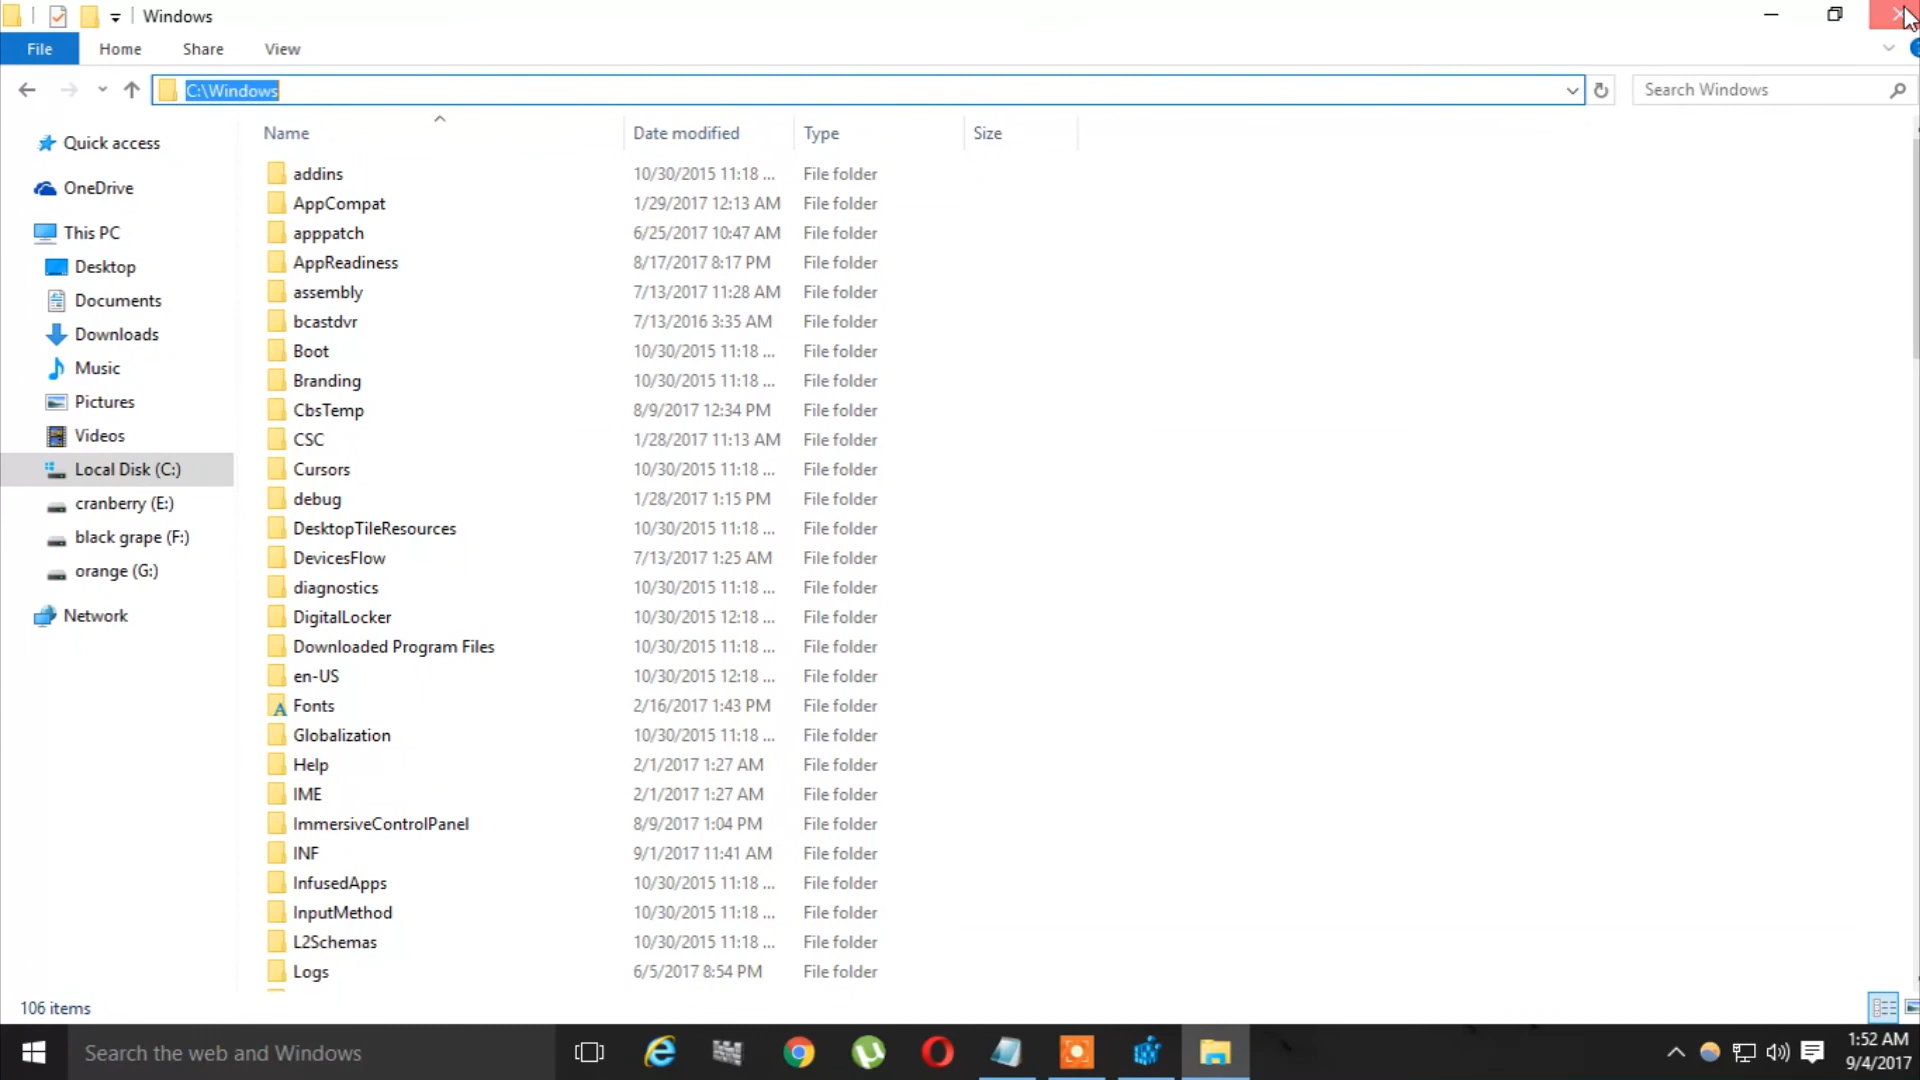 Windows
File Home Share View
C:\Windows Search Windows
Name Date modified Type Size
Quick access
OneDrive
This PC
Desktop
Documents
Downloads
Music
Pictures
Videos
Local Disk (C:)
cranberry (E:)
black grape (F:)
orange (G:)
Network
addins 10/30/2015 11:18 ... File folder
AppCompat 1/29/2017 12:13 AM File folder
apppatch 6/25/2017 10:47 AM File folder
AppReadiness 8/17/2017 8:17 PM File folder
assembly 7/13/2017 11:28 AM File folder
bcastdvr 7/13/2016 3:35 AM File folder
Boot 10/30/2015 11:18 ... File folder
Branding 10/30/2015 11:18 ... File folder
CbsTemp 8/9/2017 12:34 PM File folder
CSC 1/28/2017 11:13 AM File folder
Cursors 10/30/2015 11:18 ... File folder
debug 1/28/2017 1:15 PM File folder
DesktopTileResources 10/30/2015 11:18 ... File folder
DevicesFlow 7/13/2017 1:25 AM File folder
diagnostics 10/30/2015 11:18 ... File folder
DigitalLocker 10/30/2015 12:18 ... File folder
Downloaded Program Files 10/30/2015 11:18 ... File folder
en-US 10/30/2015 12:18 ... File folder
Fonts 2/16/2017 1:43 PM File folder
Globalization 10/30/2015 11:18 ... File folder
Help 2/1/2017 1:27 AM File folder
IME 2/1/2017 1:27 AM File folder
ImmersiveControlPanel 8/9/2017 1:04 PM File folder
INF 9/1/2017 11:41 AM File folder
InfusedApps 10/30/2015 11:18 ... File folder
InputMethod 10/30/2015 11:18 ... File folder
L2Schemas 10/30/2015 11:18 ... File folder
Logs 6/5/2017 8:54 PM File folder
106 items
Search the web and Windows
1:52 AM
9/4/2017